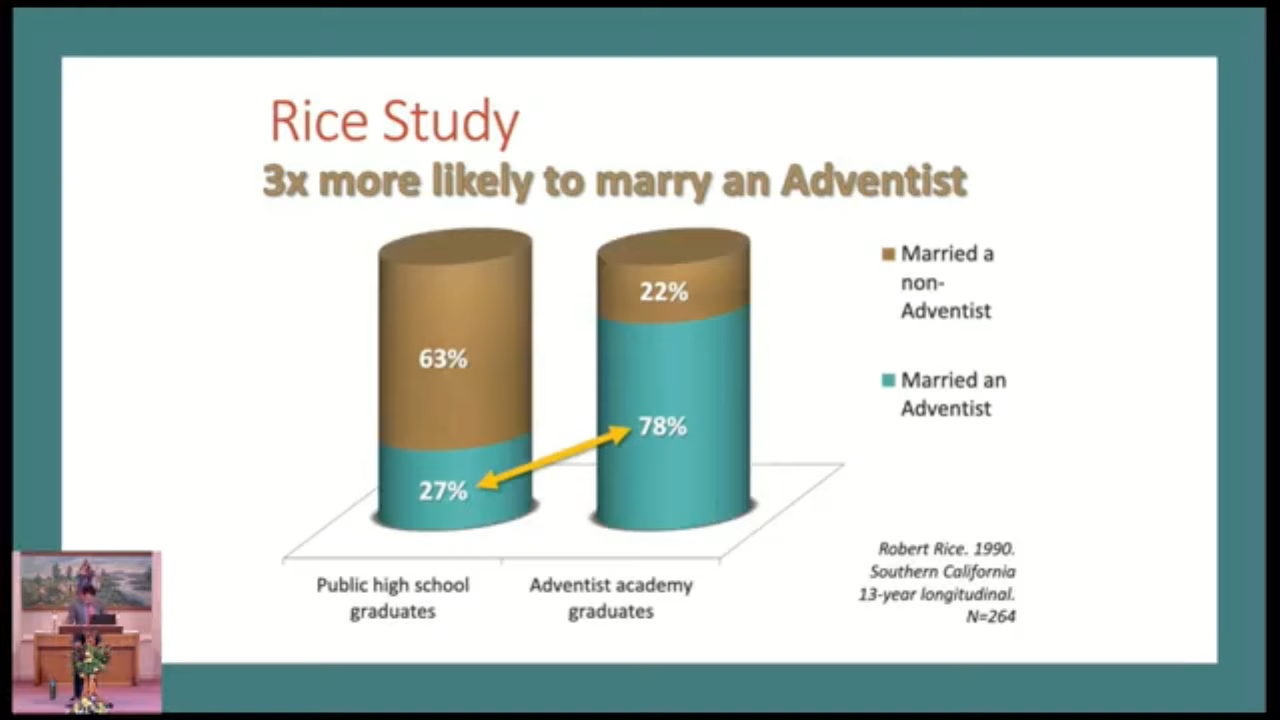 Rice Study
3x more likely to marry an Adventist
63%
27%
22%
78%
Married a
non-
Adventist
Married an
Adventist
Public high school
graduates
Adventist academy
graduates
Robert Rice. 1990.
Southern California
13-year longitudinal.
N=264